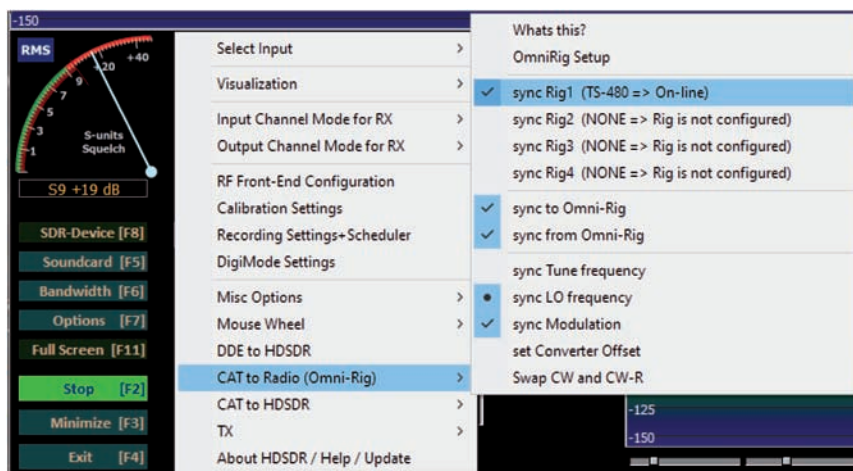 -150
RMS
1
3
5
7
9
+20
+40
S-units
Squelch
S9 +19 dB
SDR-Device [F8]
Soundcard [F5]
Bandwidth [F6]
Options [F7]
Full Screen [F11]
Stop [F2]
Minimize [F3]
Exit [F4]
Select Input
Visualization
Input Channel Mode for RX
Output Channel Mode for RX
RF Front-End Configuration
Calibration Settings
Recording Settings+Scheduler
DigiMode Settings
Misc Options
Mouse Wheel
DDE to HDSDR
CAT to Radio (Omni-Rig)
CAT to HDSDR
TX
About HDSDR / Help / Update
Whats this?
OmniRig Setup
sync Rig1 (TS-480 => On-line)
sync Rig2 (NONE => Rig is not configured)
sync Rig3 (NONE => Rig is not configured)
sync Rig4 (NONE => Rig is not configured)
sync to Omni-Rig
sync from Omni-Rig
sync Tune frequency
sync LO frequency
sync Modulation
set Converter Offset
Swap CW and CW-R
-125
-150